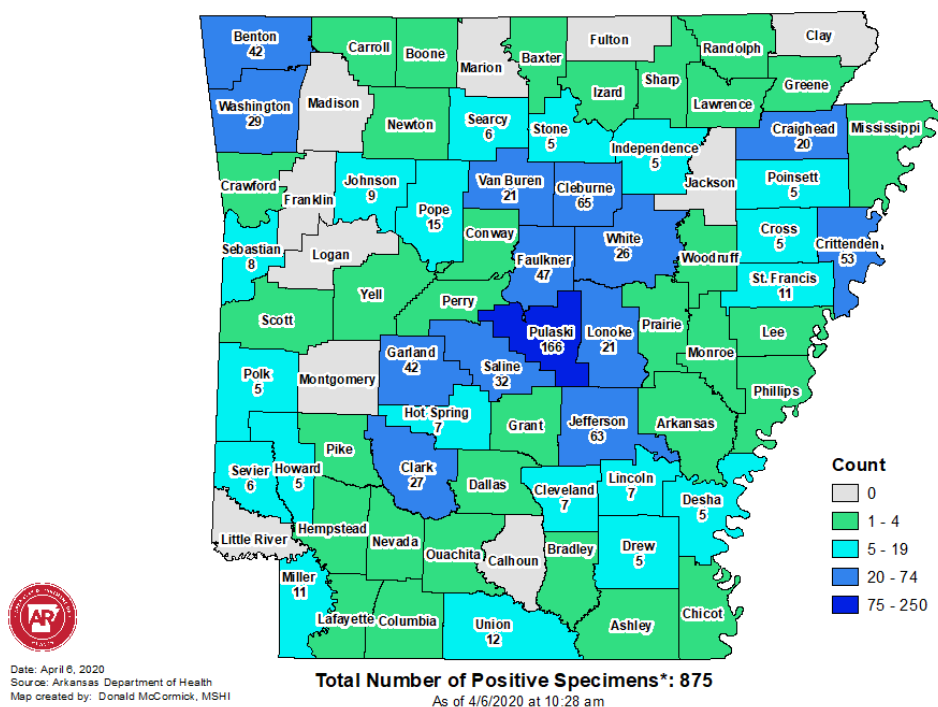 Benton
42
Carroll
Boone
Marion
Baxter
Fulton
Randolph
Clay
Washington
29
Madison
Newton
Searcy
6
Stone
5
Izard
Sharp
Lawrence
Greene
Independence
5
Craighead
20
Mississippi
Crawford
Franklin
Johnson
9
Pope
15
Van Buren
21
Cleburne
65
Jackson
Poinsett
5
Sebastian
8
Logan
Conway
Faulkner
47
White
26
Woodruff
Cross
5
Crittenden
53
St. Francis
11
Scott
Yell
Perry
Pulaski
166
Lonoke
21
Prairie
Monroe
Lee
Phillips
Polk
5
Montgomery
Garland
42
Saline
32
Hot Spring
7
Grant
Jefferson
63
Arkansas
Sevier
6
Howard
5
Pike
Clark
27
Dallas
Cleveland
7
Lincoln
7
Desha
5
Little River
Hempstead
Nevada
Ouachita
Calhoun
Bradley
Drew
5
Miller
11
Lafayette
Columbia
Union
12
Ashley
Chicot
Count
0
1 - 4
5 - 19
20 - 74
75 - 250
AR
Date: April 6, 2020
Source: Arkansas Department of Health
Map created by: Donald McCormick, MSHI
Total Number of Positive Specimens*: 875
As of 4/6/2020 at 10:28 am